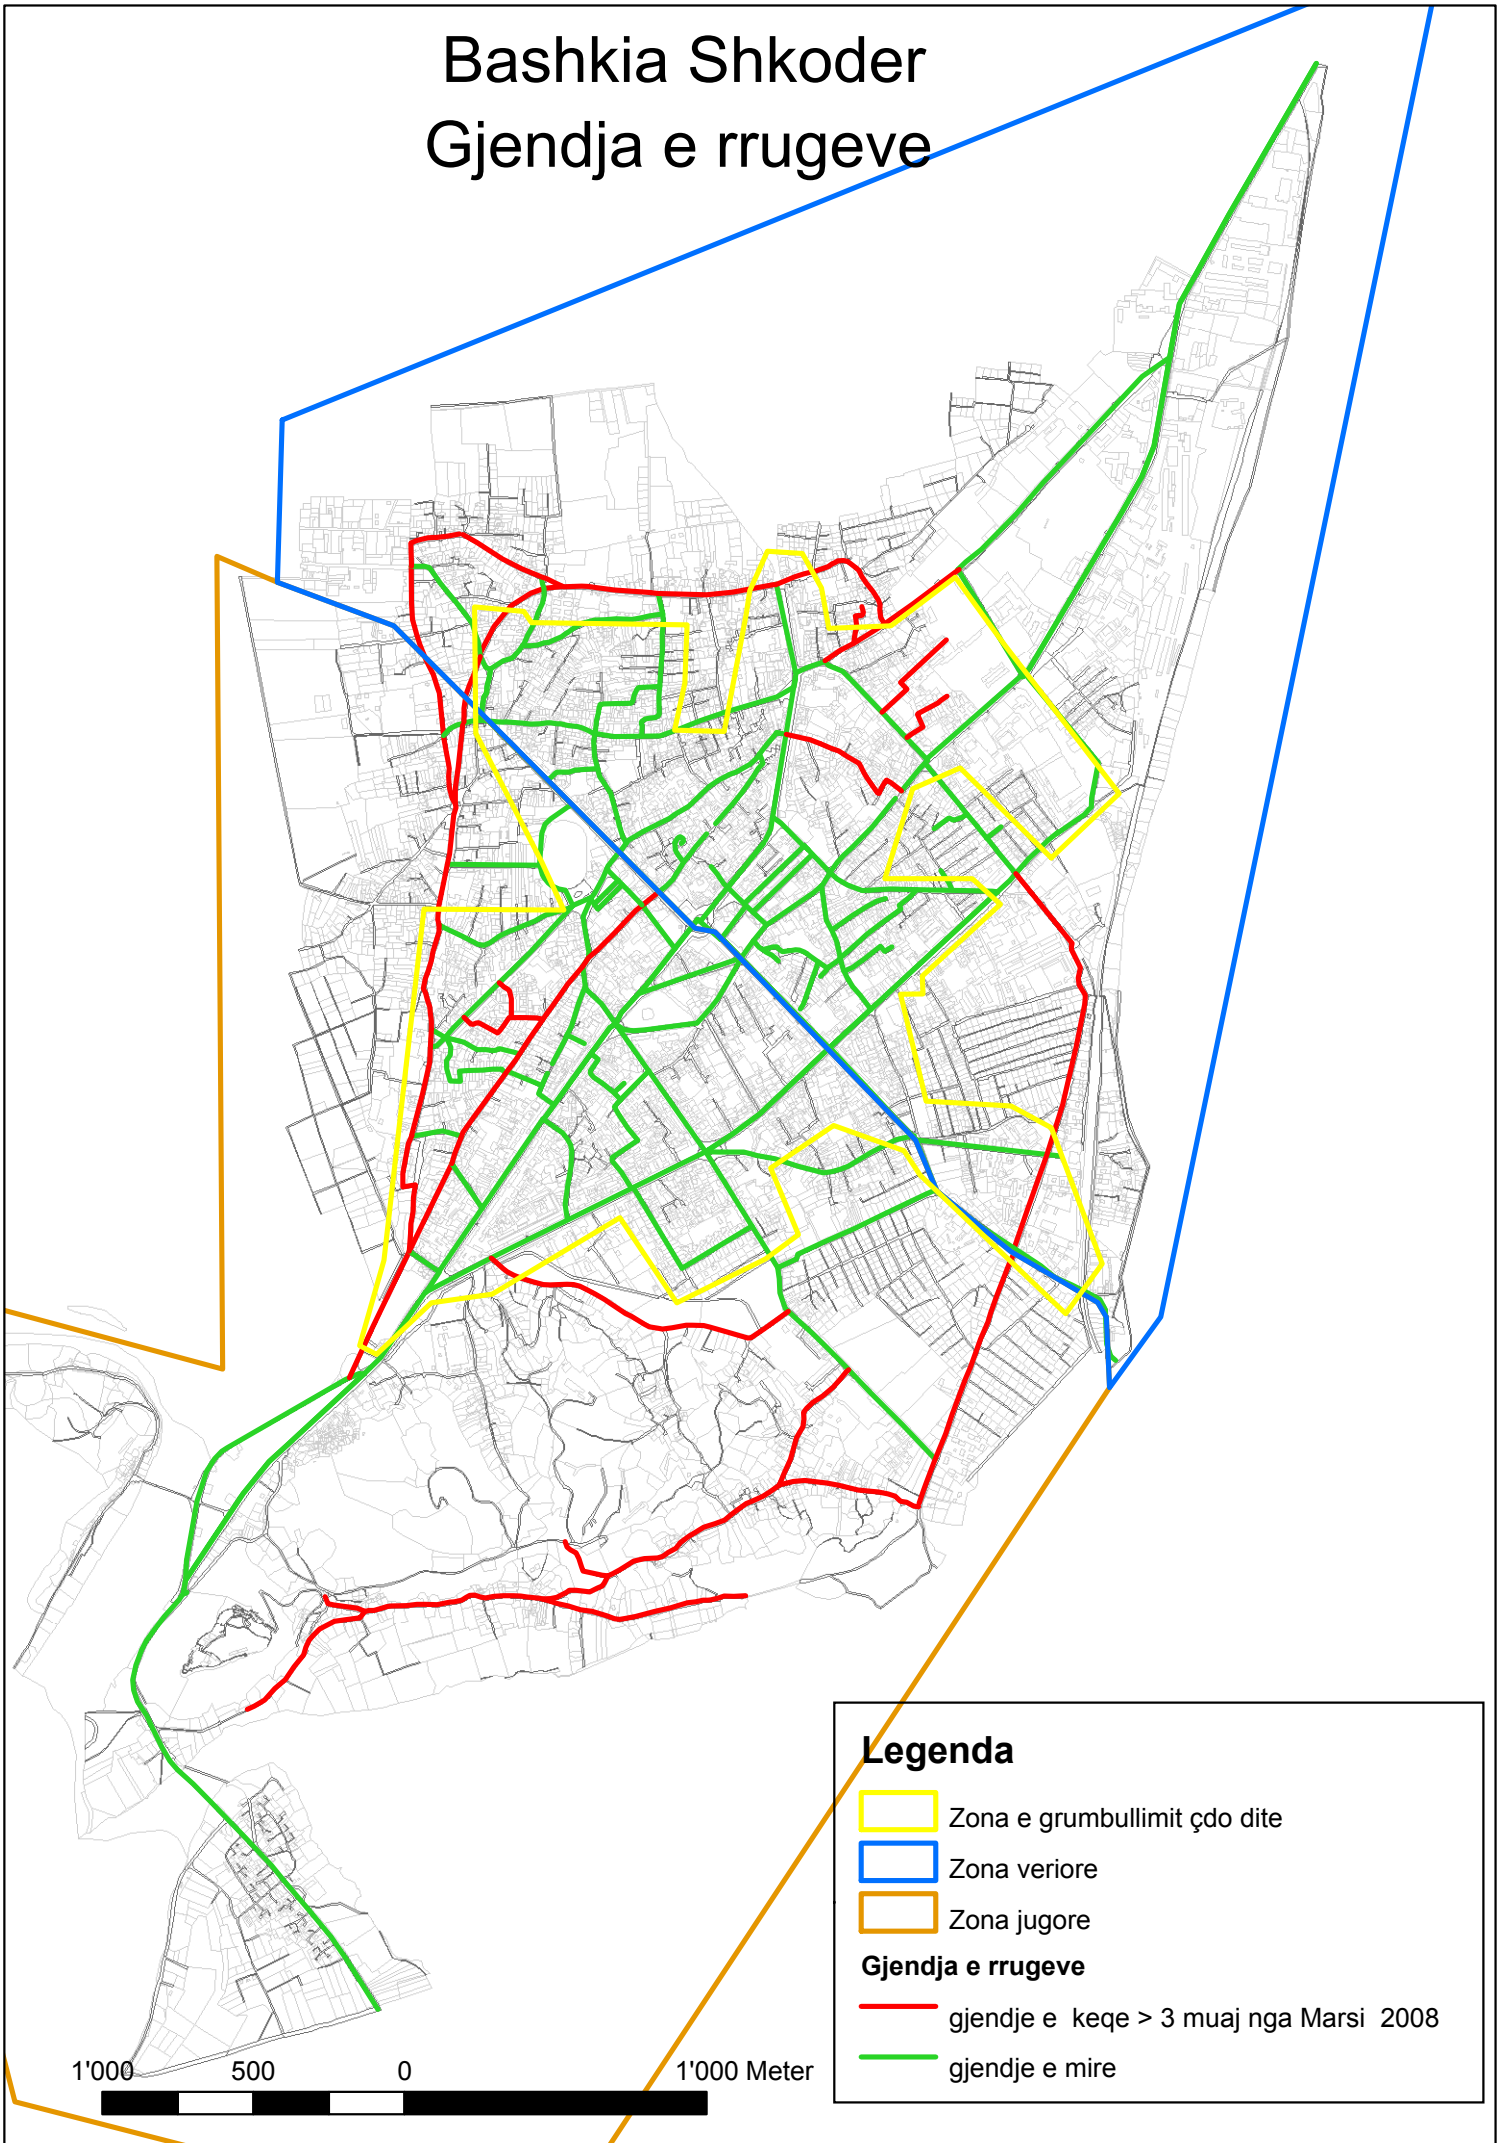 Bashkia Shkoder
Gjendja e rrugeve
Legenda
Zona e grumbullimit çdo dite
Zona veriore
Zona jugore
Gjendja e rrugeve
gjendje e keqe > 3 muaj nga Marsi 2008
gjendje e mire
1'000 500 0 1'000 Meter